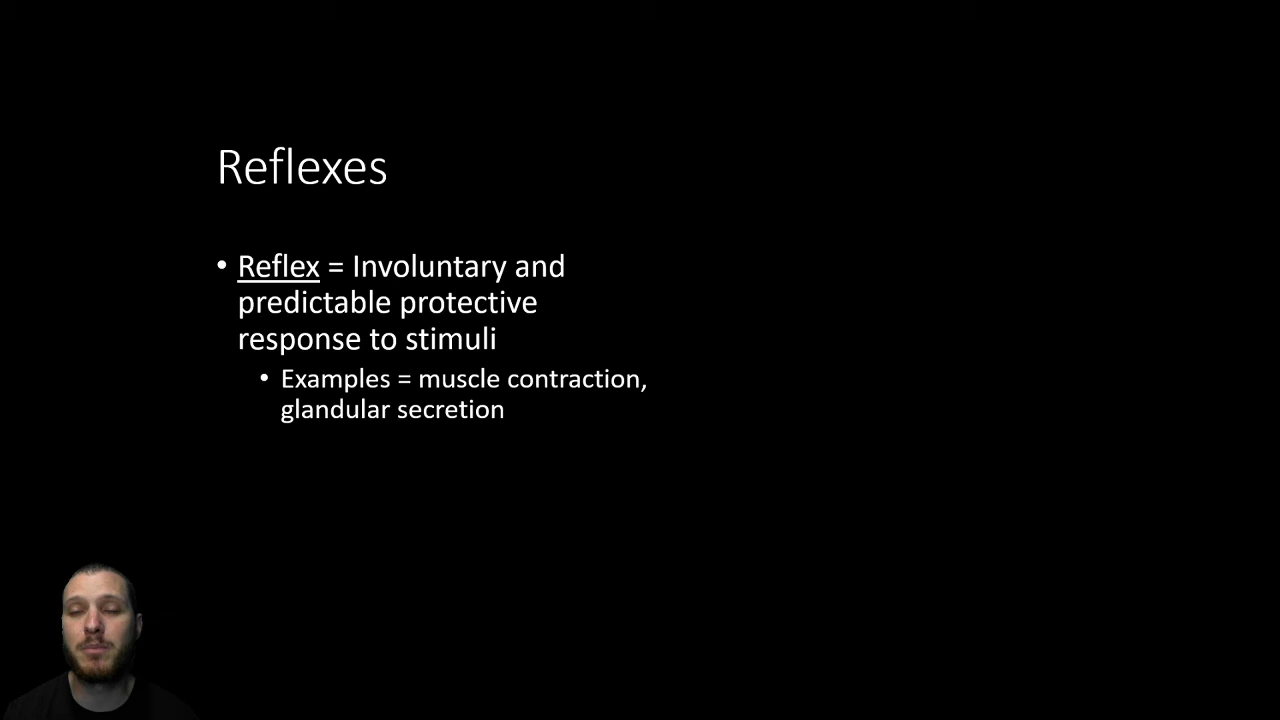 Reflexes
• Reflex = Involuntary and
predictable protective
response to stimuli
• Examples = muscle contraction,
glandular secretion